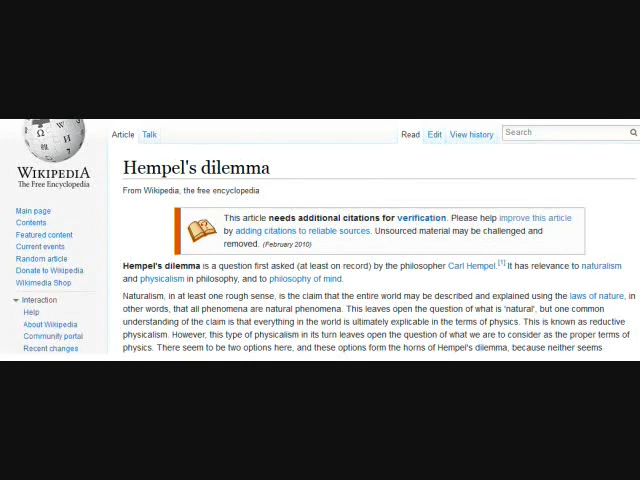 Article Talk Read Edit View history Search
WIKIPEDIA
The Free Encyclopedia
Main page
Contents
Featured content
Current events
Random article
Donate to Wikipedia
Wikimedia Shop
Interaction
Help
About Wikipedia
Community portal
Recent changes
Hempel's dilemma
From Wikipedia, the free encyclopedia
This article needs additional citations for verification. Please help improve this article
by adding citations to reliable sources. Unsourced material may be challenged and
removed. (February 2010)
Hempel's dilemma is a question first asked (at least on record) by the philosopher Carl Hempel.[1] It has relevance to naturalism
and physicalism in philosophy, and to philosophy of mind.
Naturalism, in at least one rough sense, is the claim that the entire world may be described and explained using the laws of nature, in
other words, that all phenomena are natural phenomena. This leaves open the question of what is 'natural', but one common
understanding of the claim is that everything in the world is ultimately explicable in the terms of physics. This is known as reductive
physicalism. However, this type of physicalism in its turn leaves open the question of what we are to consider as the proper terms of
physics. There seem to be two options here, and these options form the horns of Hempel's dilemma, because neither seems